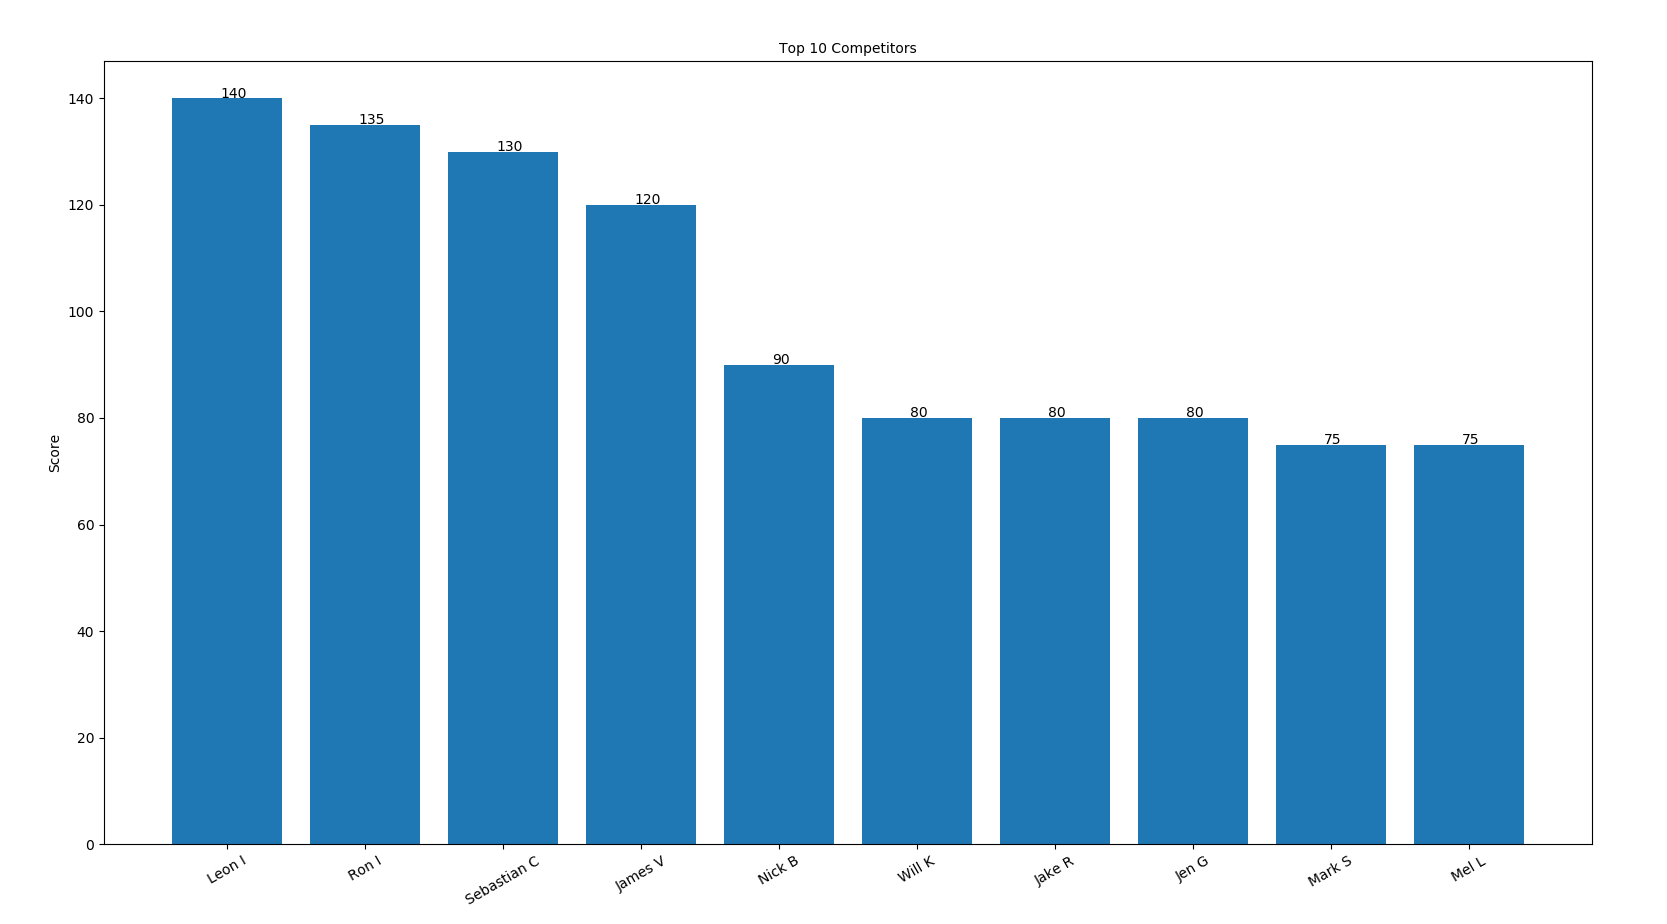 Top 10 Competitors
140
135
130
120
90
80
80
80
75
75
140
120
100
80
60
40
20
0
Score
Leon I
Ron I
Sebastian C
James V
Nick B
Will K
Jake R
Jen G
Mark S
Mel L